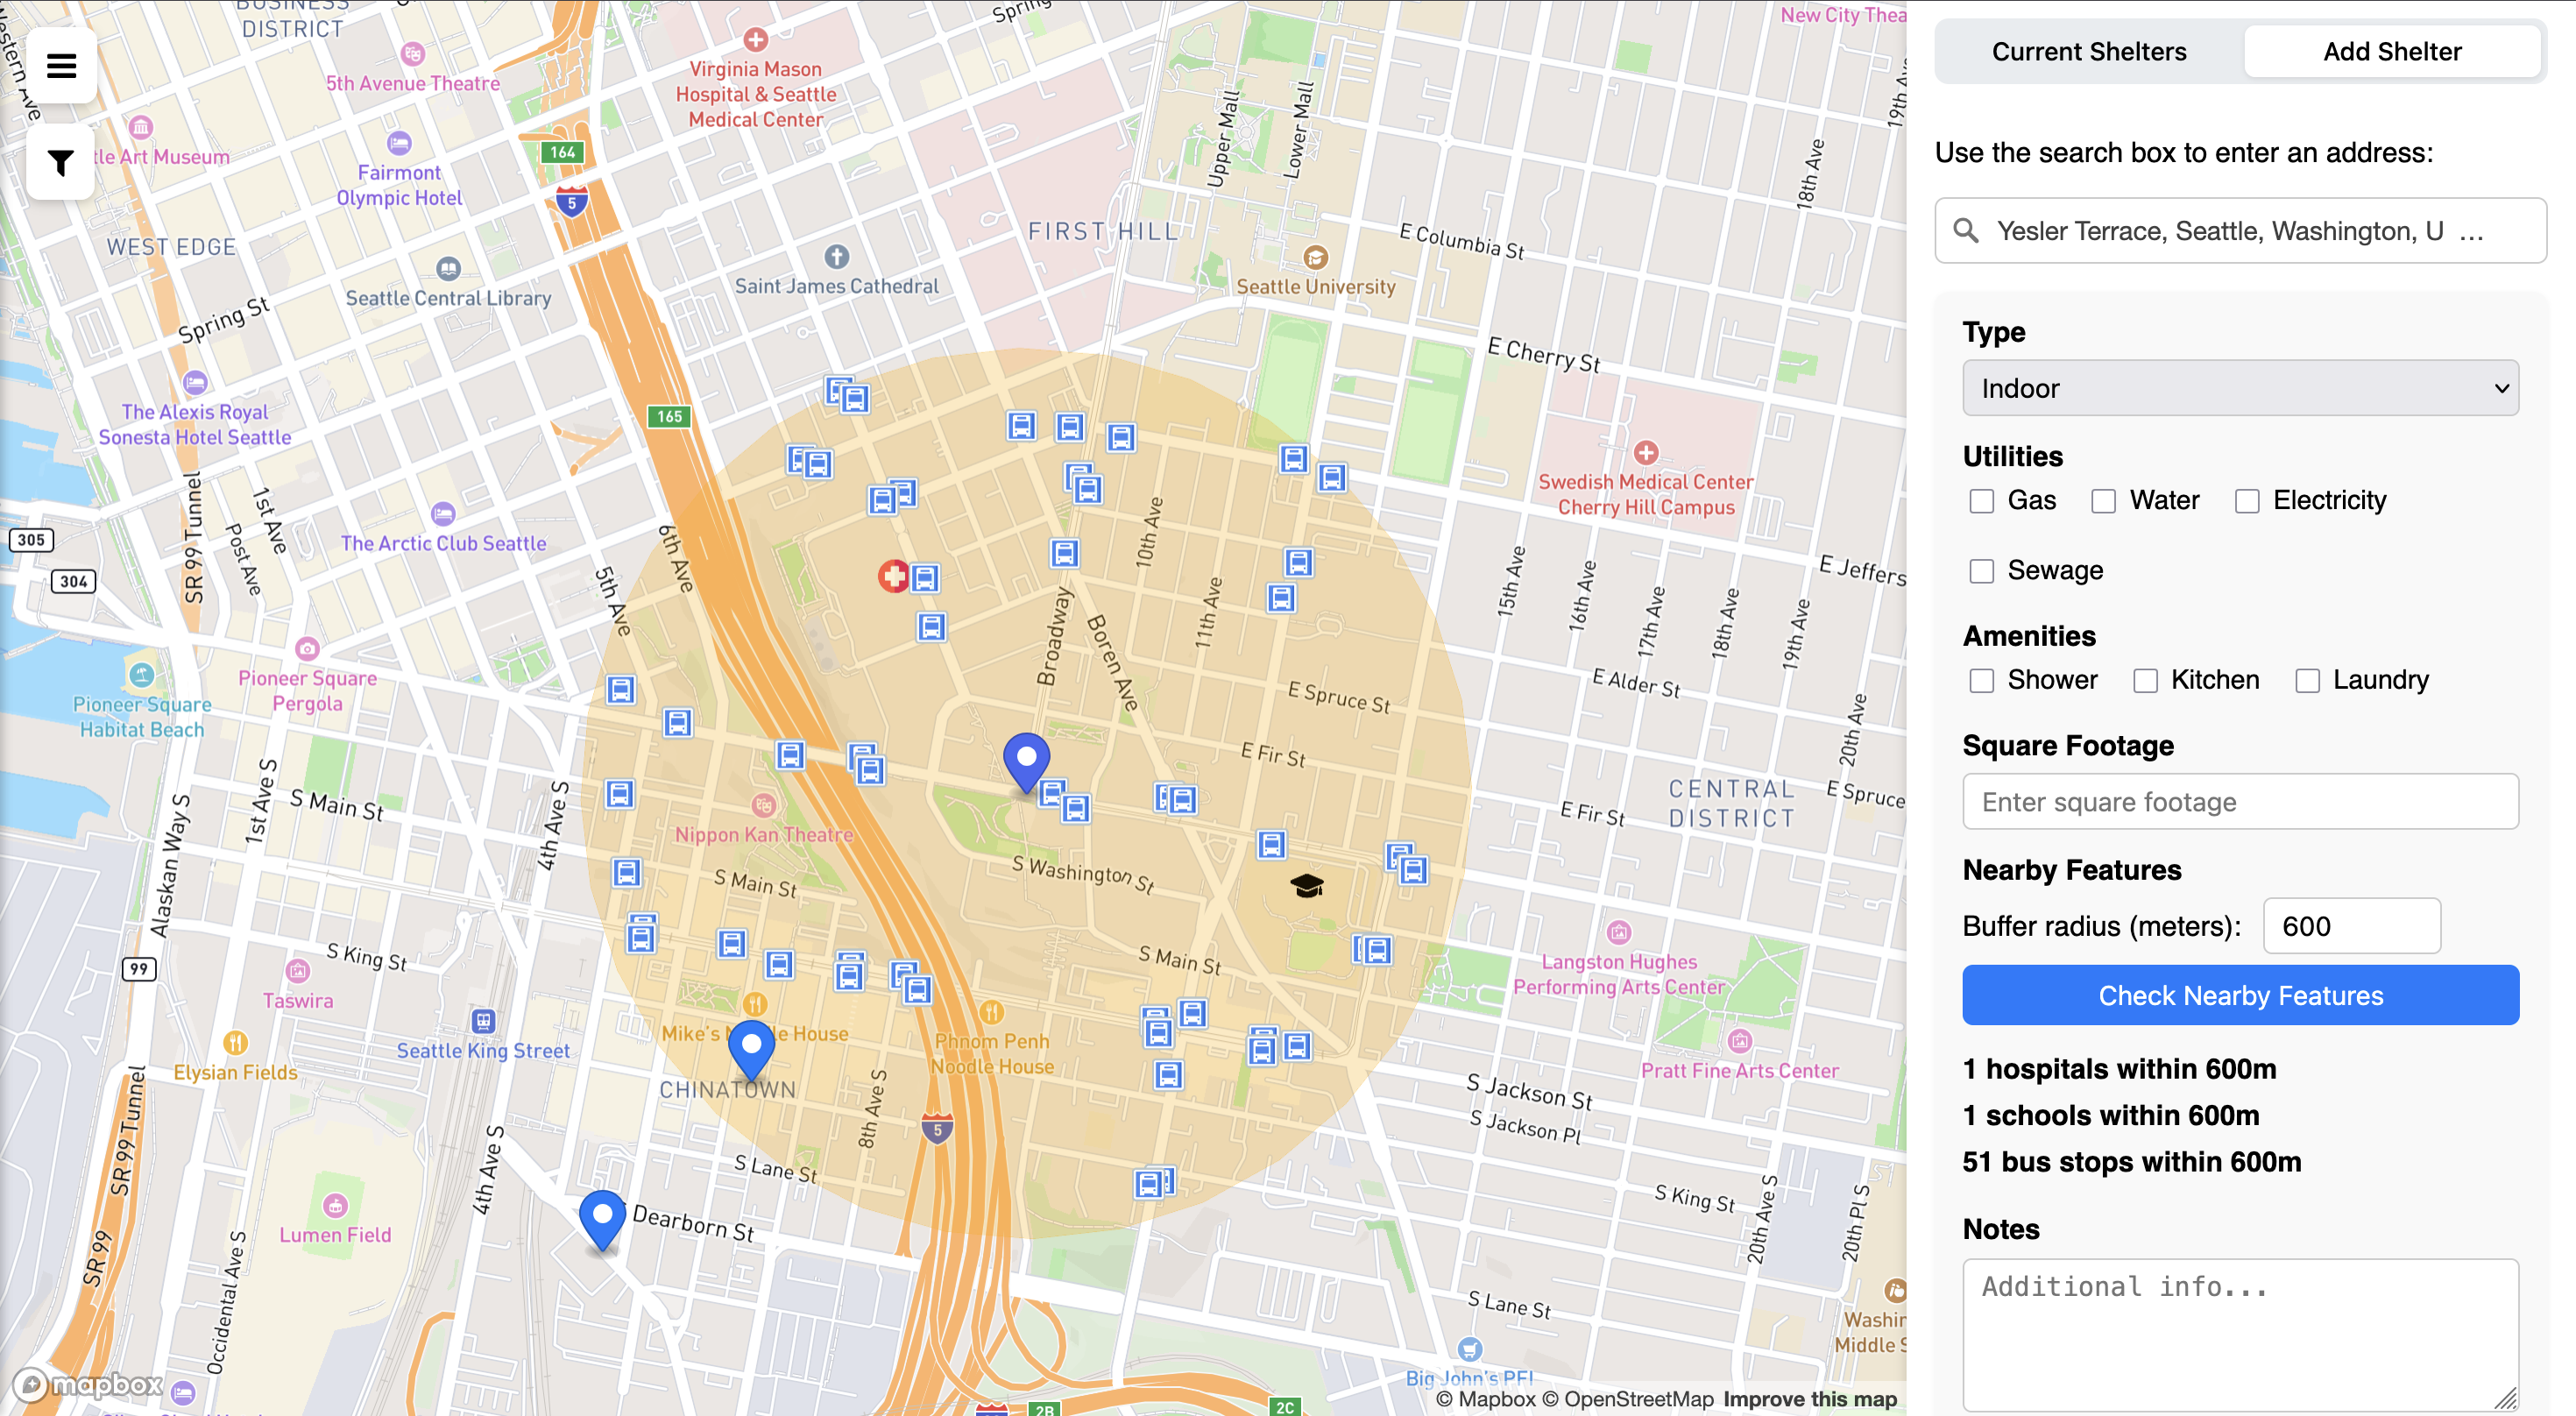 BUSINESS
DISTRICT
Spring
New City Thea
5th Avenue Theatre
Virginia Mason
Hospital & Seattle
Medical Center
Western Ave
tle Art Museum
Fairmont
Olympic Hotel
164
5
Upper Mall
Lower Mall
19th Av
18th Ave
WEST EDGE
Seattle Central Library
Spring St
Saint James Cathedral
FIRST HILL
Seattle University
E Columbia St
E Cherry St
The Alexis Royal
Sonesta Hotel Seattle
165
Swedish Medical Center
Cherry Hill Campus
SR 99 Tunnel
1st Ave
Post Ave
The Arctic Club Seattle
6th Ave
5th Ave
305
304
10th Ave
11th Ave
Broadway
Boren Ave
15th Ave
16th Ave
17th Ave
18th Ave
19th Ave
E Jeffers
Pioneer Square
Pergola
Pioneer Square
Habitat Beach
E Alder St
E Spruce St
E Fir St
20th Ave
CENTRAL
DISTRICT
E Spruce
E Fir St
S Main St
1st Ave S
Alaskan Way S
4th Ave S
Nippon Kan Theatre
S Main St
S Washington St
S Main St
S King St
99
Taswira
Langston Hughes
Performing Arts Center
Mike's N
le House
Phnom Penh
Noodle House
Seattle King Street
Elysian Fields
CHINATOWN
Pratt Fine Arts Center
S Jackson St
S Jackson Pl
8th Ave S
5
SR 99 Tunnel
4th Ave S
S Lane St
S King St
20th Ave S
20th Pl S
Dearborn St
Lumen Field
SR 99
Occidental Ave S
S Lane St
Washin
Middle S
Big John's PFI
2B
2C
mapbox
© Mapbox © OpenStreetMap Improve this map
Current Shelters
Add Shelter
Use the search box to enter an address:
Yesler Terrace, Seattle, Washington, U ...
Type
Indoor
Utilities
Gas
Water
Electricity
Sewage
Amenities
Shower
Kitchen
Laundry
Square Footage
Enter square footage
Nearby Features
Buffer radius (meters):
600
Check Nearby Features
1 hospitals within 600m
1 schools within 600m
51 bus stops within 600m
Notes
Additional info...